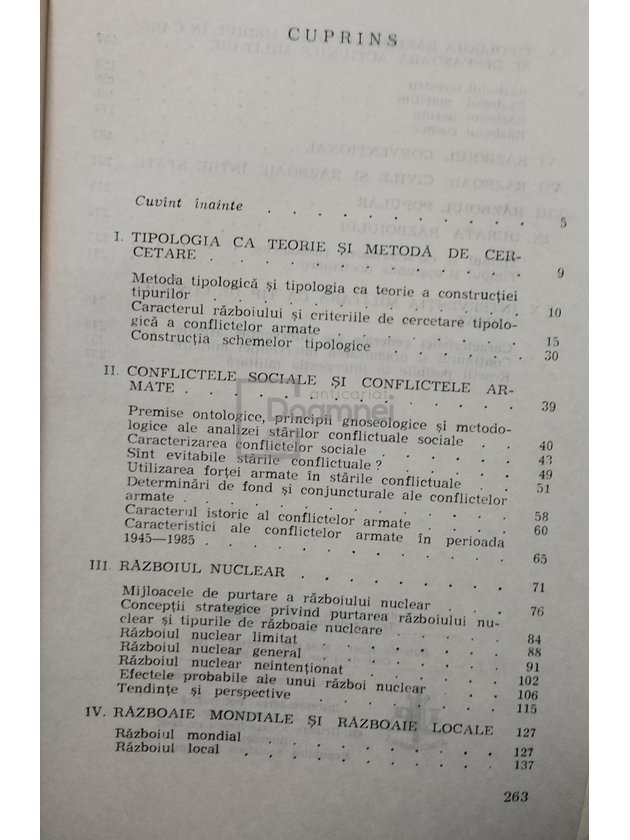 CUPRINS
Cuvînt înainte . . . . . . . . . . 5
I. TIPOLOGIA CA TEORIE ȘI METODĂ DE CER-
CETARE . . . . . . . . . . 9
Metoda tipologică și tipologia ca teorie a construcției
tipurilor . . . . . . . . . . 10
Caracterul războiului și criteriile de cercetare tipolo-
gică a conflictelor armate . . . . . . 15
Construcția schemelor tipologice . . . . . 30
II. CONFLICTELE SOCIALE ȘI CONFLICTELE AR-
MATE . . . . . . . . . . 39
Premise ontologice, principii gnoseologice și metodo-
logice ale analizei stărilor conflictuale sociale . . 40
Caracterizarea conflictelor sociale . . . . 43
Sînt evitabile stările conflictuale ? . . . . 49
Utilizarea forței armate în stările conflictuale . . 51
Determinări de fond și conjuncturale ale conflictelor
armate . . . . . . . . . . 58
Caracterul istoric al conflictelor armate . . . 60
Caracteristici ale conflictelor armate în perioada
1945—1985 . . . . . . . . . 65
III. RĂZBOIUL NUCLEAR . . . . . . 71
Mijloacele de purtare a războiului nuclear . . . 76
Concepții strategice privind purtarea războiului nu-
clear și tipurile de războaie nucleare . . . . 84
Războiul nuclear limitat . . . . . . 88
Războiul nuclear general . . . . . . 91
Războiul nuclear neintenționat . . . . . 102
Efectele probabile ale unui război nuclear . . . 106
Tendințe și perspective . . . . . . 115
IV. RĂZBOAIE MONDIALE ȘI RĂZBOAIE LOCALE 127
Războiul mondial . . . . . . . . 127
Războiul local . . . . . . . . 137
263
anticariat
Doamnei